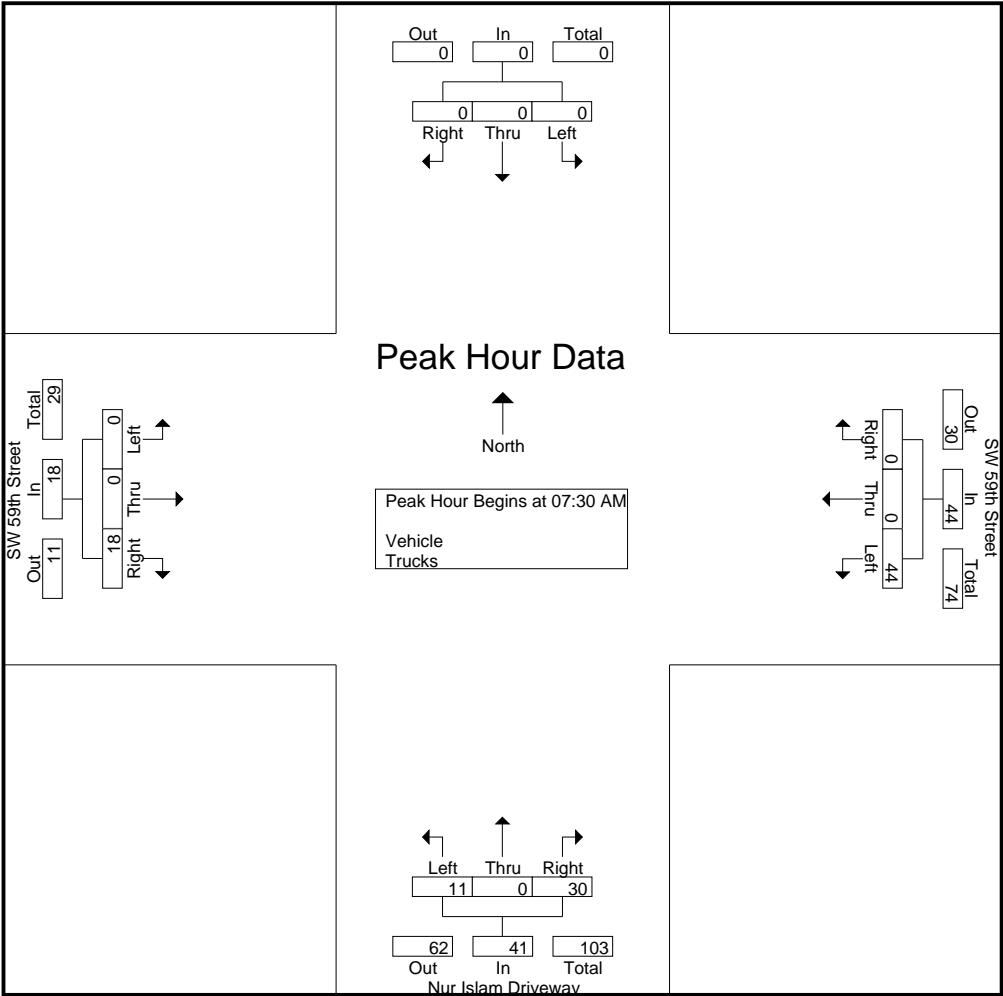 Out In Total
0 0 0
0 0 0
Right Thru Left
Peak Hour Data
North
Peak Hour Begins at 07:30 AM
Vehicle
Trucks
SW 59th Street
Total In Out
29 18 11
0 0 18
Left Thru Right
SW 59th Street
Out In Total
30 44 74
0 0 44
Right Thru Left
Left Thru Right
11 0 30
62 41 103
Out In Total
Nur Islam Driveway